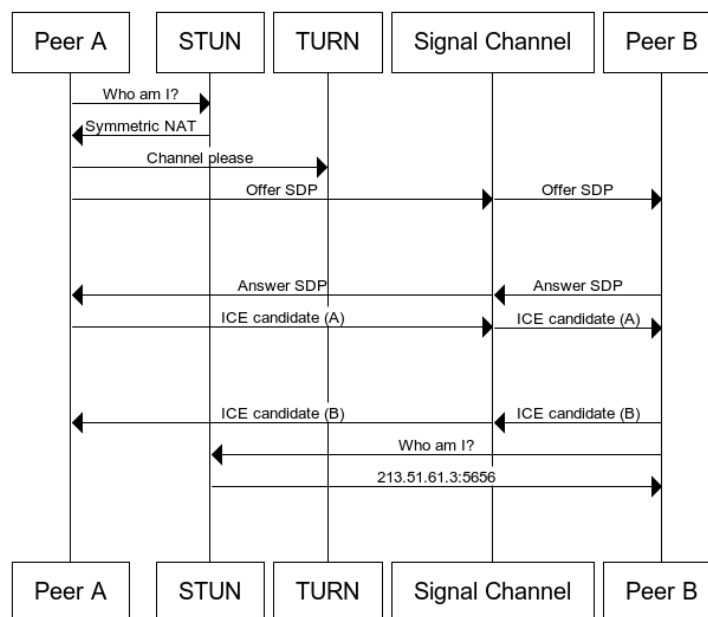 Peer A STUN TURN Signal Channel Peer B
Who am I?
Symmetric NAT
Channel please
Offer SDP Offer SDP
Answer SDP Answer SDP
ICE candidate (A) ICE candidate (A)
ICE candidate (B) ICE candidate (B)
Who am I?
213.51.61.3:5656
Peer A STUN TURN Signal Channel Peer B